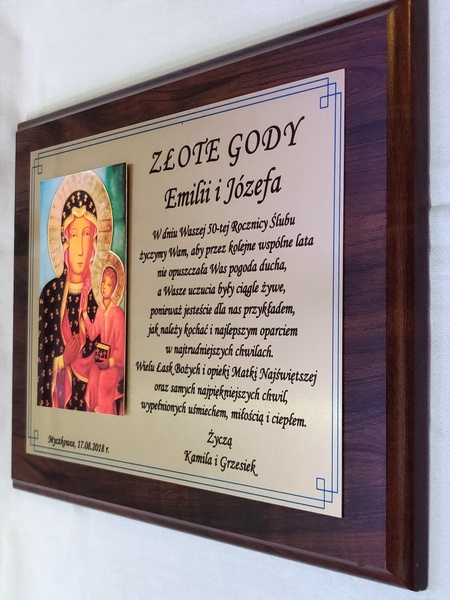 ZŁOTE GODY
Emilii i Józefa
W dniu Waszej 50-tej Rocznicy Ślubu
życzymy Wam, aby przez kolejne wspólne lata
nie opuszczała Was pogoda ducha,
a Wasze uczucia były ciągle żywe,
ponieważ jesteście dla nas przykładem,
jak należy kochać i najlepszym oparciem
w najtrudniejszych chwilach.
Wielu Łask Bożych i opieki Matki Najświętszej
oraz samych najpiękniejszych chwil,
wypełnionych uśmiechem, miłością i ciepłem.
Życzą
Kamila i Grzesiek
Myczkowce, 17.08.2018 r.